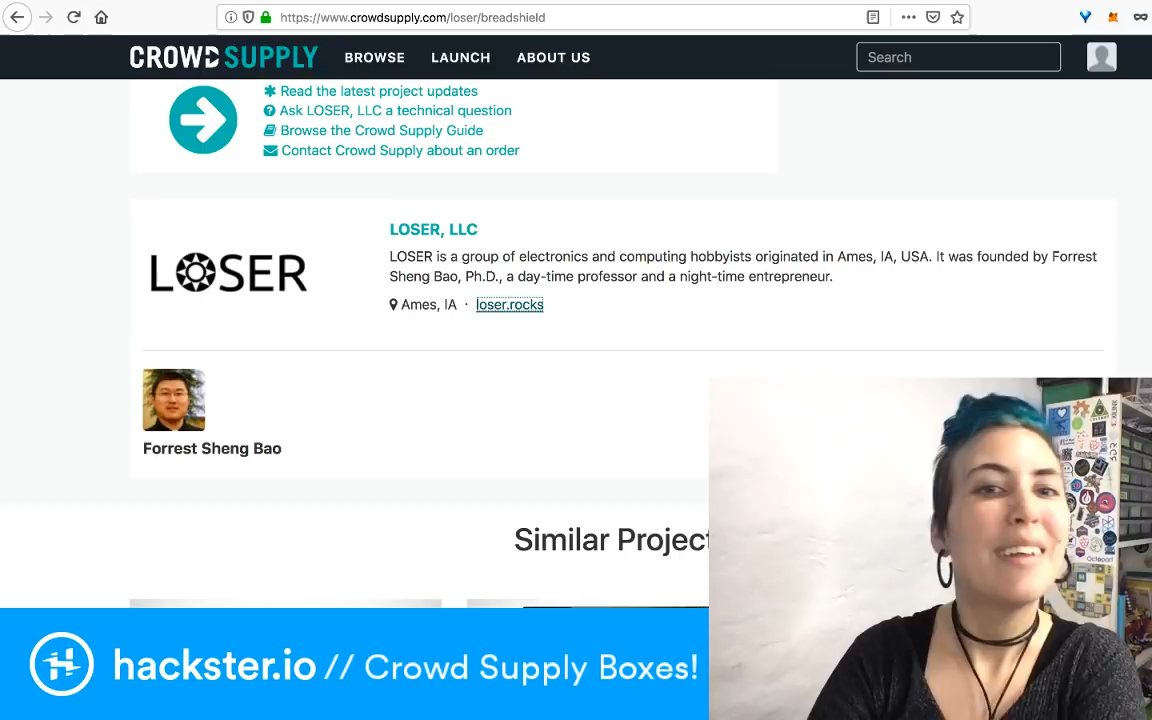 https://www.crowdsupply.com/loser/breadshield
CROWD SUPPLY BROWSE LAUNCH ABOUT US Search
Read the latest project updates
Ask LOSER, LLC a technical question
Browse the Crowd Supply Guide
Contact Crowd Supply about an order
LOSER
LOSER, LLC
LOSER is a group of electronics and computing hobbyists originated in Ames, IA, USA. It was founded by Forrest
Sheng Bao, Ph.D., a day-time professor and a night-time entrepreneur.
Ames, IA · loser.rocks
Forrest Sheng Bao
Similar Project
hackster.io // Crowd Supply Boxes!
XILINX
SDR
Octopart